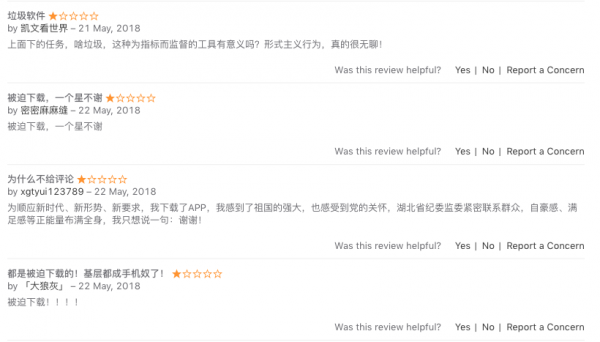 垃圾软件 ★☆☆☆☆
by 凯文看世界 – 21 May, 2018
上面下的任务，啥垃圾，这种为指标而监督的工具有意义吗？形式主义行为，真的很无聊！
Was this review helpful? Yes | No | Report a Concern
被迫下载，一个星不谢 ★☆☆☆☆
by 密密麻麻缝 – 22 May, 2018
被迫下载，一个星不谢
Was this review helpful? Yes | No | Report a Concern
为什么不给评论 ★☆☆☆☆
by xgtyui123789 – 22 May, 2018
为顺应新时代、新形势、新要求，我下载了APP，我感到了祖国的强大，也感受到党的关怀，湖北省纪委监委紧密联系群众，自豪感、满
足感等正能量布满全身，我只想说一句：谢谢！
Was this review helpful? Yes | No | Report a Concern
都是被迫下载的！基层都成手机奴了！ ★☆☆☆☆
by 「大狼灰」 – 22 May, 2018
被迫下载！！！！
Was this review helpful? Yes | No | Report a Concern